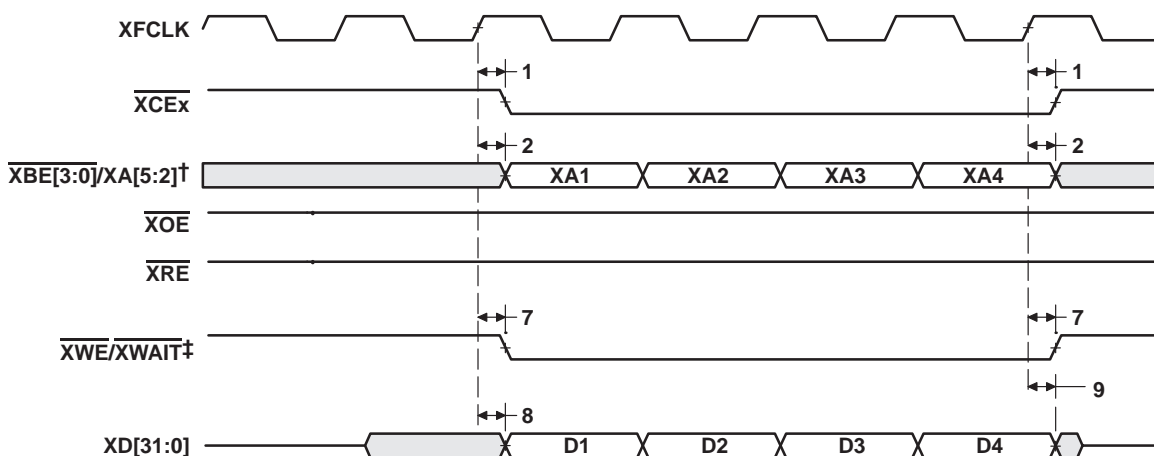 XFCLK
1 1
XCEx
2 2
XBE[3:0]/XA[5:2]† XA1 XA2 XA3 XA4
XOE
XRE
7 7
XWE/XWAIT‡
9
8
XD[31:0] D1 D2 D3 D4